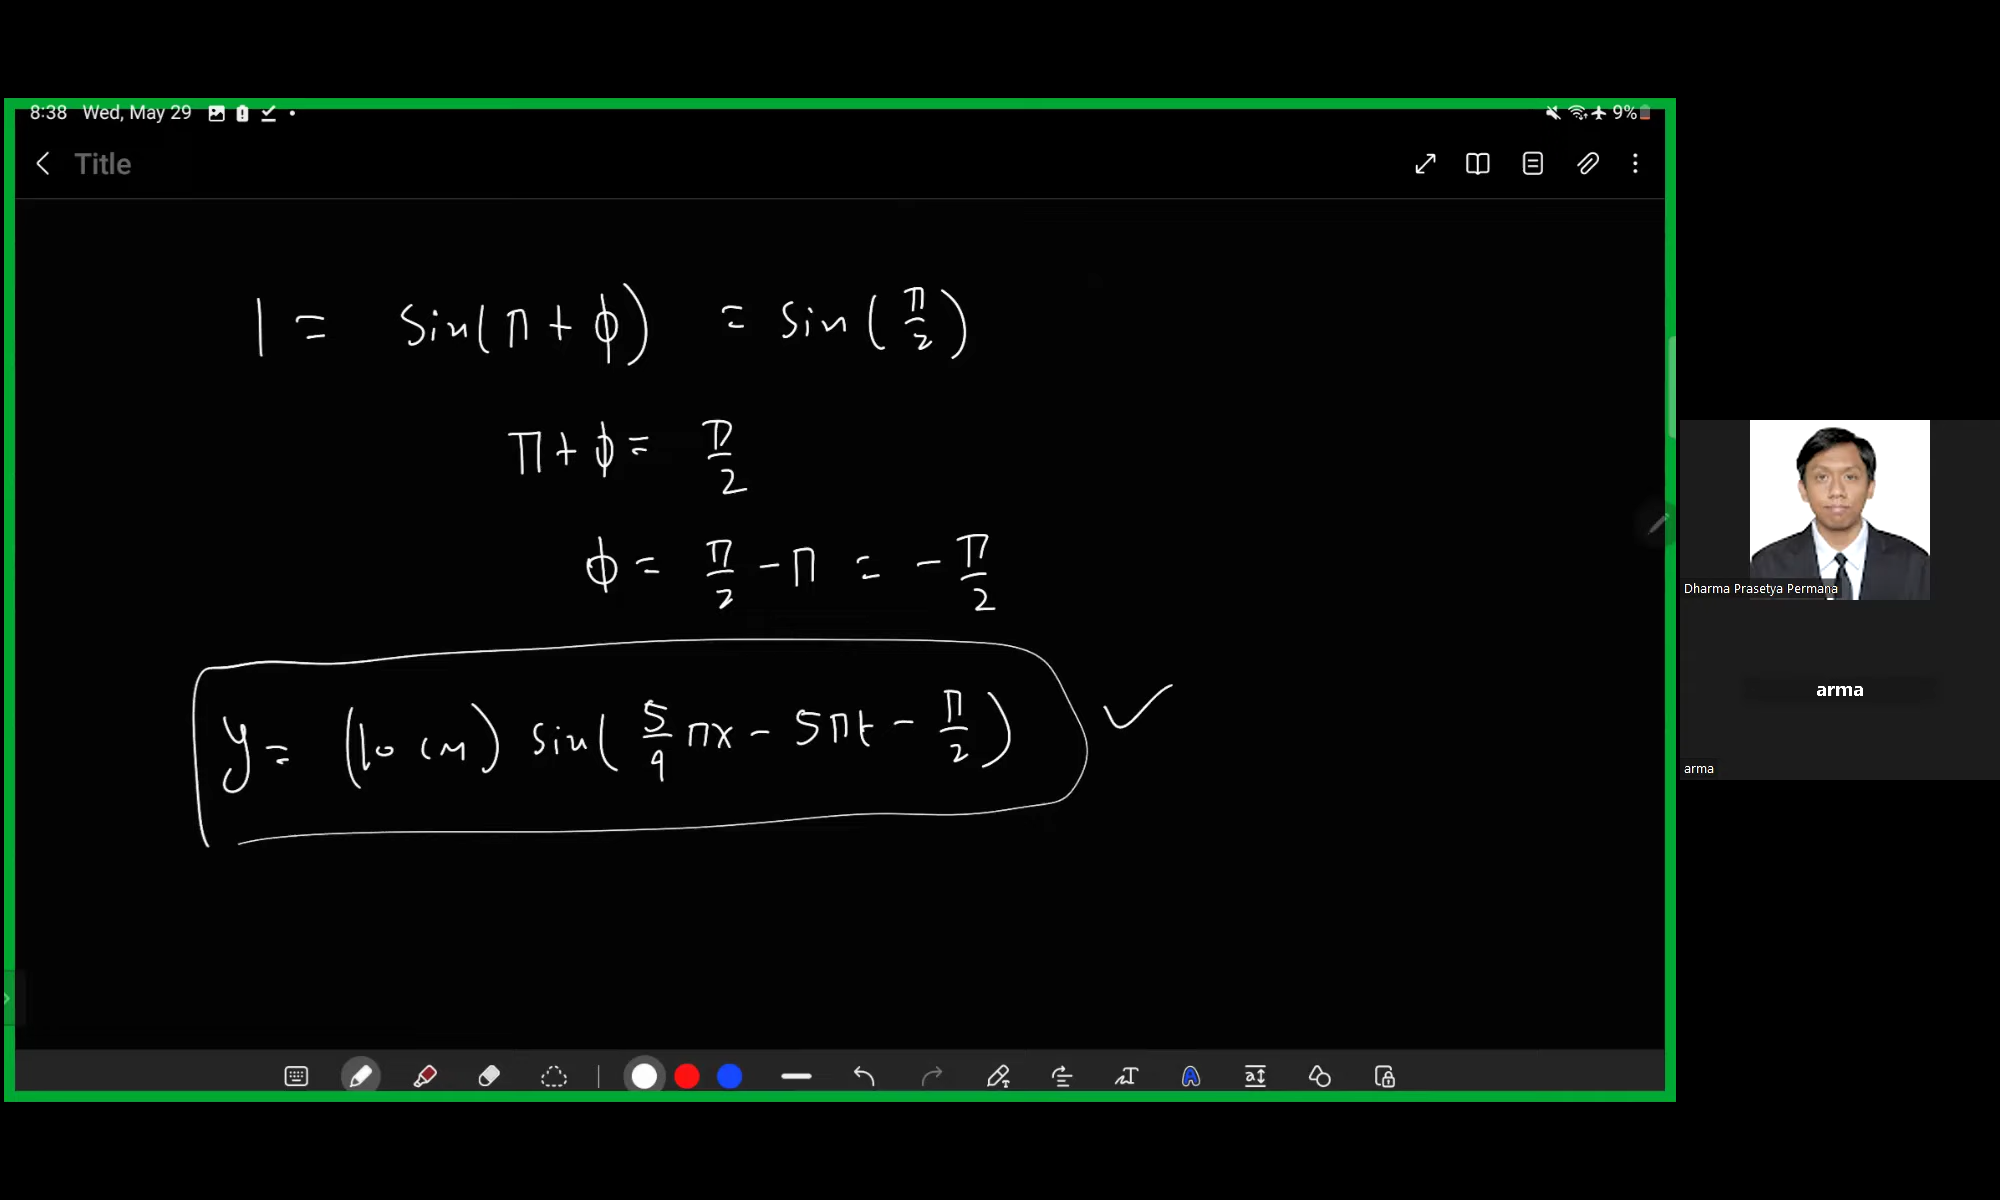 8:38 Wed, May 29 9%
Title
1 = sin(π + ϕ) = sin(π/2)
π + ϕ = π/2
ϕ = π/2 - π = - π/2
y = (10 cm) sin(5/9 πx - 5πt - π/2) ✓
Dharma Prasetya Permana
arma
arma